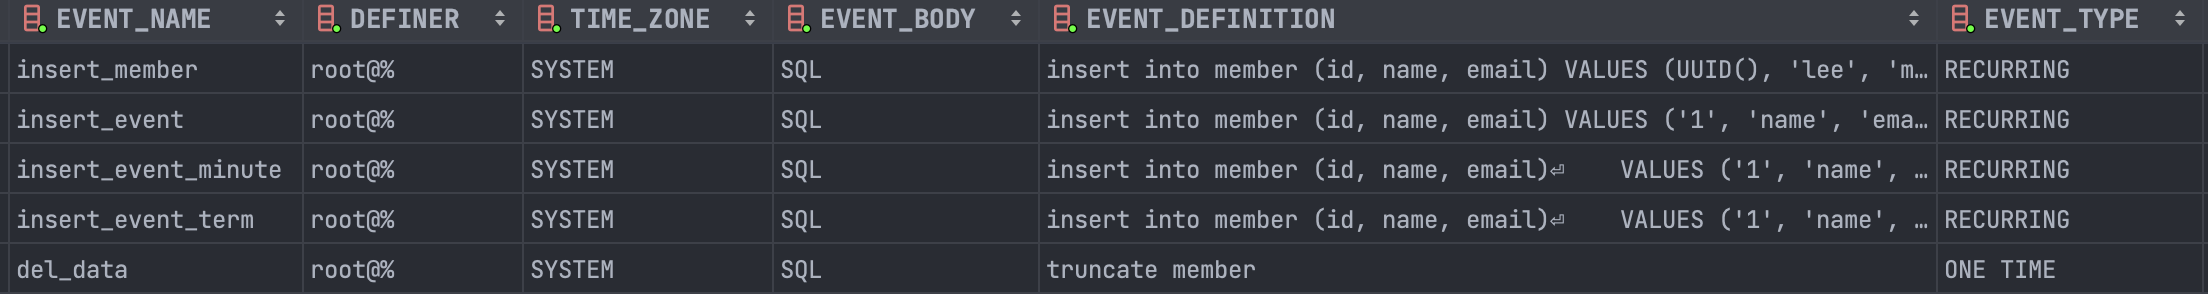 EVENT_NAME DEFINER TIME_ZONE EVENT_BODY EVENT_DEFINITION EVENT_TYPE
insert_member root@% SYSTEM SQL insert into member (id, name, email) VALUES (UUID(), 'lee', 'm… RECURRING
insert_event root@% SYSTEM SQL insert into member (id, name, email) VALUES ('1', 'name', 'ema… RECURRING
insert_event_minute root@% SYSTEM SQL insert into member (id, name, email)⏎    VALUES ('1', 'name', … RECURRING
insert_event_term root@% SYSTEM SQL insert into member (id, name, email)⏎    VALUES ('1', 'name', … RECURRING
del_data root@% SYSTEM SQL truncate member ONE TIME